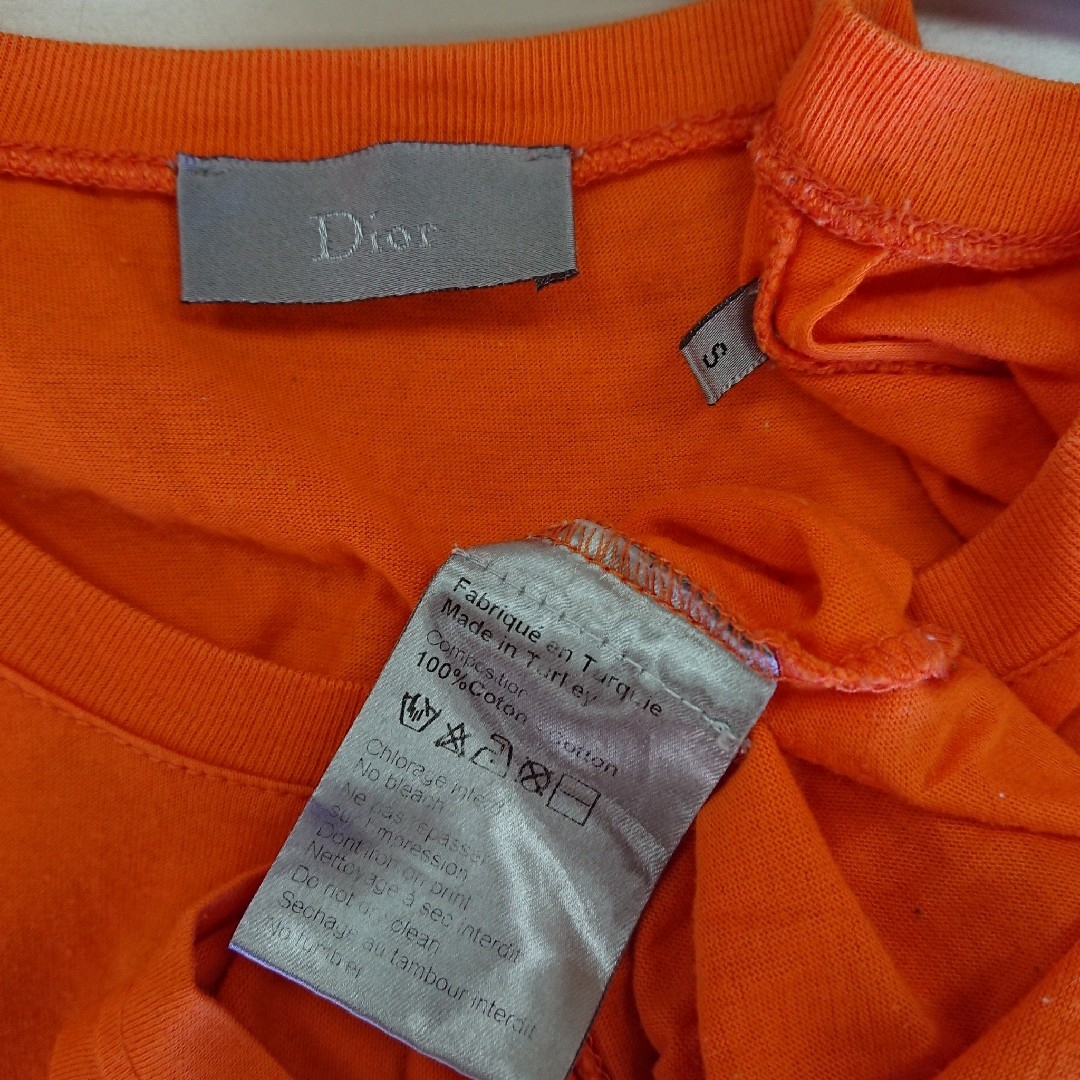 Dior
S
Fabriqué en Turquie
Made in Turkey
Composition
100%Coton Cotton
Chlorage interdit
No bleach
Ne pas repasser
sur l'impression
Dont iron on print
Nettoyage à sec interdit
Do not dry clean
Sechage au tambour interdit
No tumbler